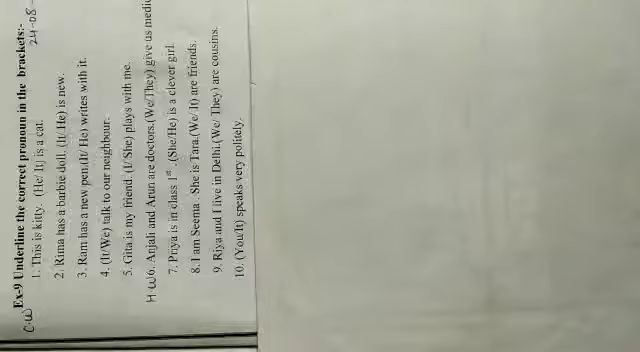 C.W Ex-9 Underline the correct pronoun in the brackets:- 24-08-
1. This is kitty. (He/ It) is a cat.
2. Rima has a barbie doll. (It/ He) is new.
3. Ram has a new pen.(It/ He) writes with it.
4. (It/We) talk to our neighbour.
5. Gita is my friend. (I/ She) plays with me.
H.W 6. Anjali and Arun are doctors.(We/They) give us medic
7. Priya is in class 1st .(She/He) is a clever girl.
8. I am Seema . She is Tara.(We/ It) are friends.
9. Riya and I live in Delhi.(We/ They) are cousins.
10. (You/It) speaks very politely.